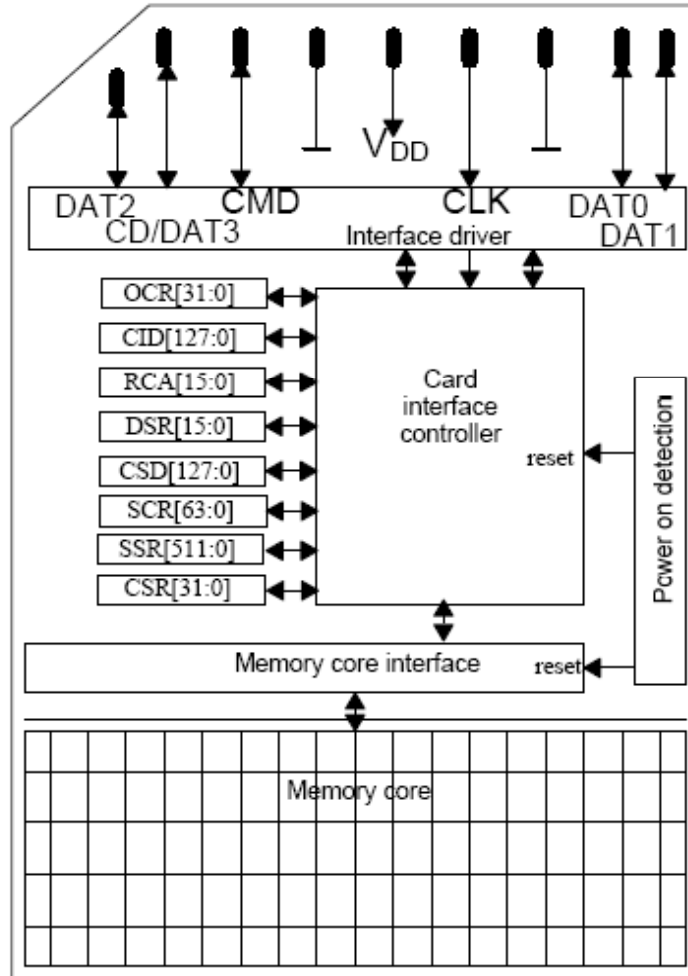 VDD
DAT2
CMD
CLK
DAT0
CD/DAT3
Interface driver
DAT1
OCR[31:0]
CID[127:0]
RCA[15:0]
DSR[15:0]
CSD[127:0]
SCR[63:0]
SSR[511:0]
CSR[31:0]
Card
interface
controller
reset
Power on detection
Memory core interface
reset
Memory core